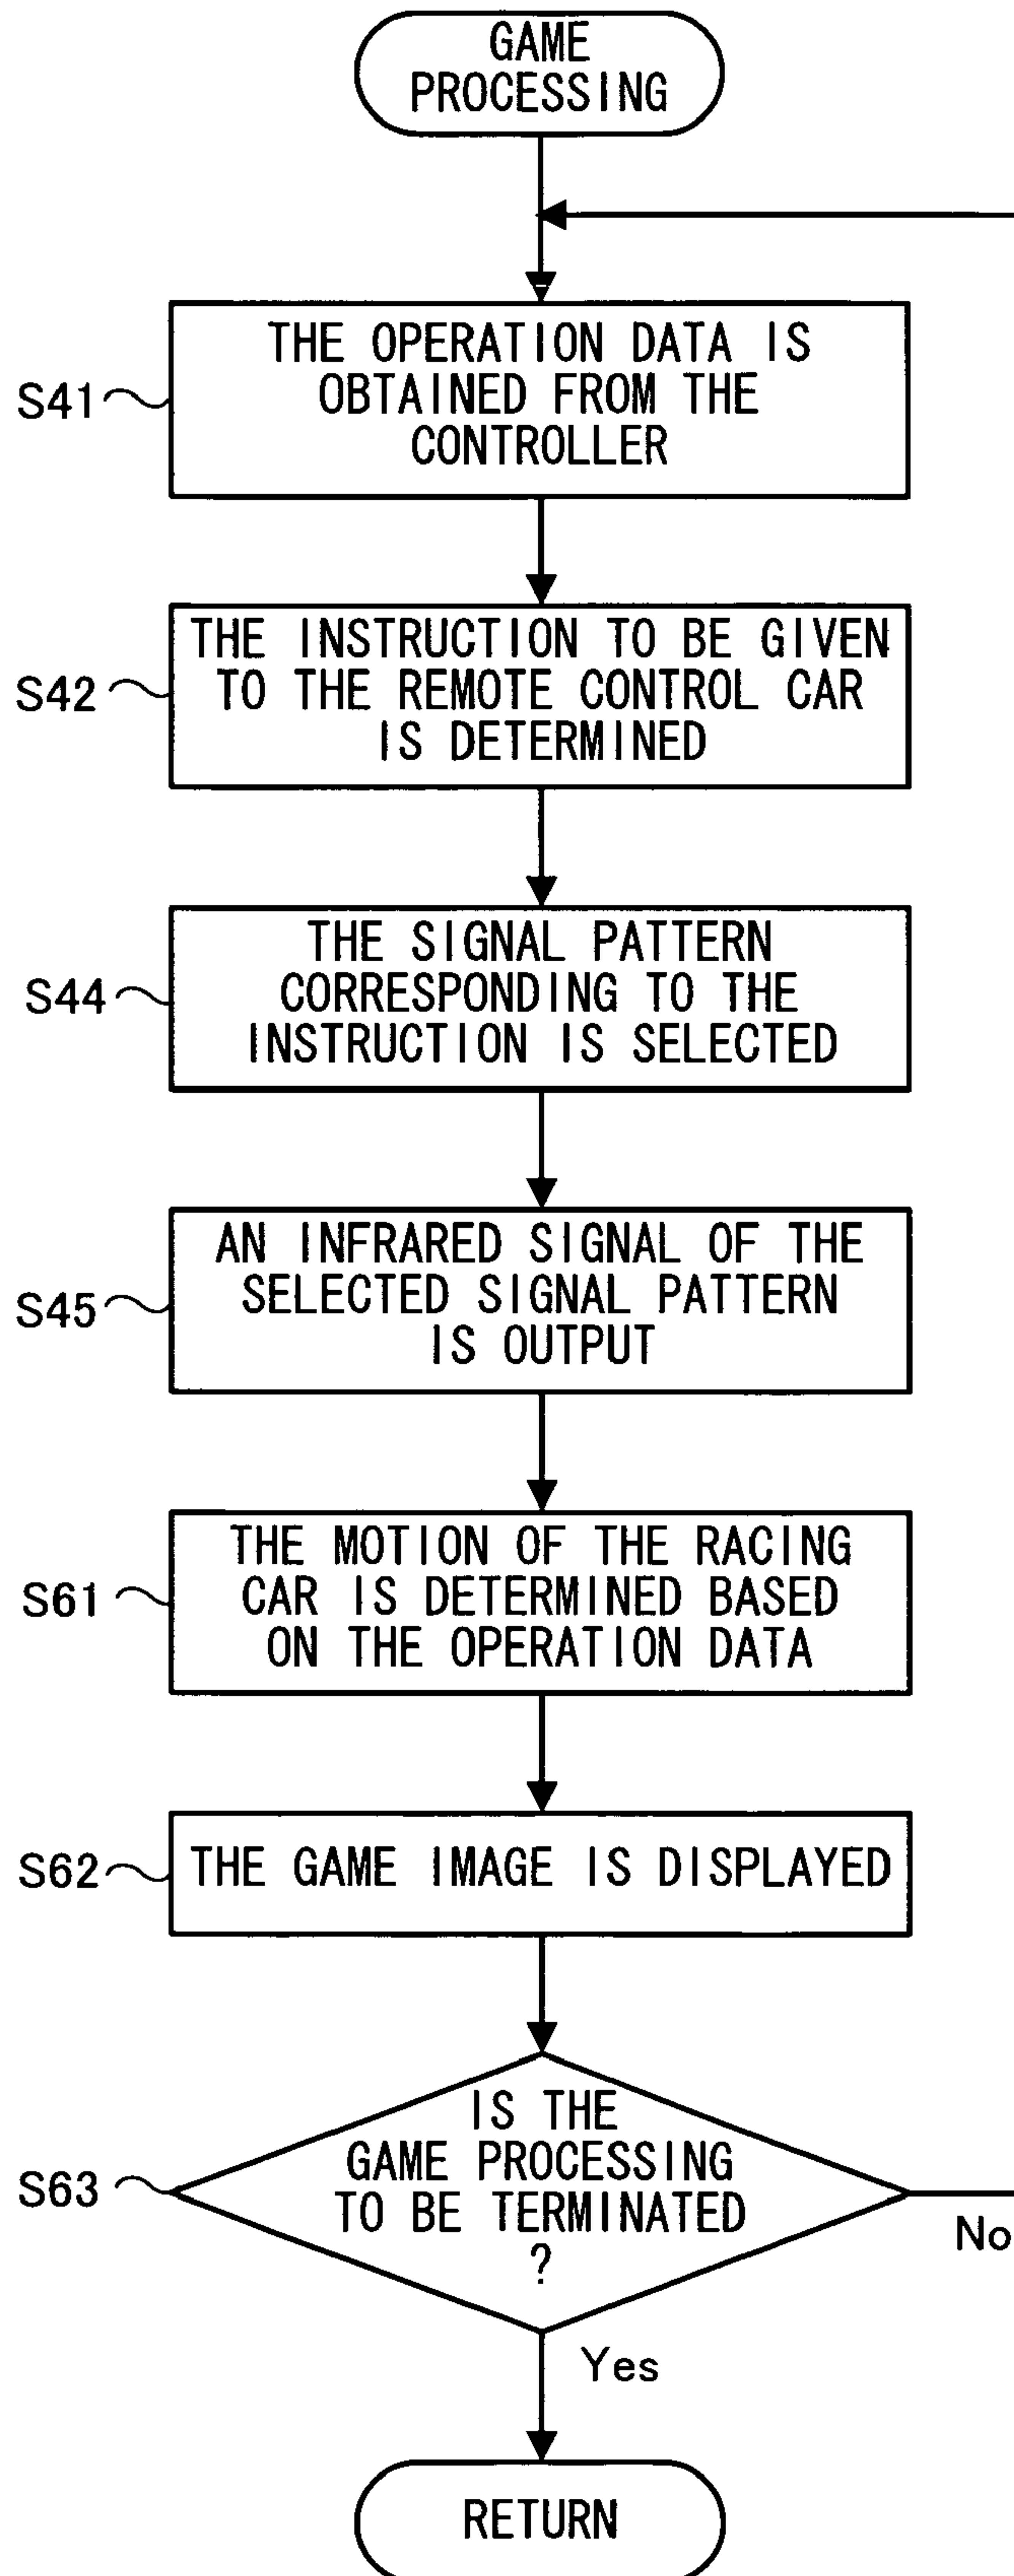 GAME
PROCESSING
S41
THE OPERATION DATA IS
OBTAINED FROM THE
CONTROLLER
S42
THE INSTRUCTION TO BE GIVEN
TO THE REMOTE CONTROL CAR
IS DETERMINED
S44
THE SIGNAL PATTERN
CORRESPONDING TO THE
INSTRUCTION IS SELECTED
S45
AN INFRARED SIGNAL OF THE
SELECTED SIGNAL PATTERN
IS OUTPUT
S61
THE MOTION OF THE RACING
CAR IS DETERMINED BASED
ON THE OPERATION DATA
S62
THE GAME IMAGE IS DISPLAYED
S63
IS THE
GAME PROCESSING
TO BE TERMINATED
?
No
Yes
RETURN